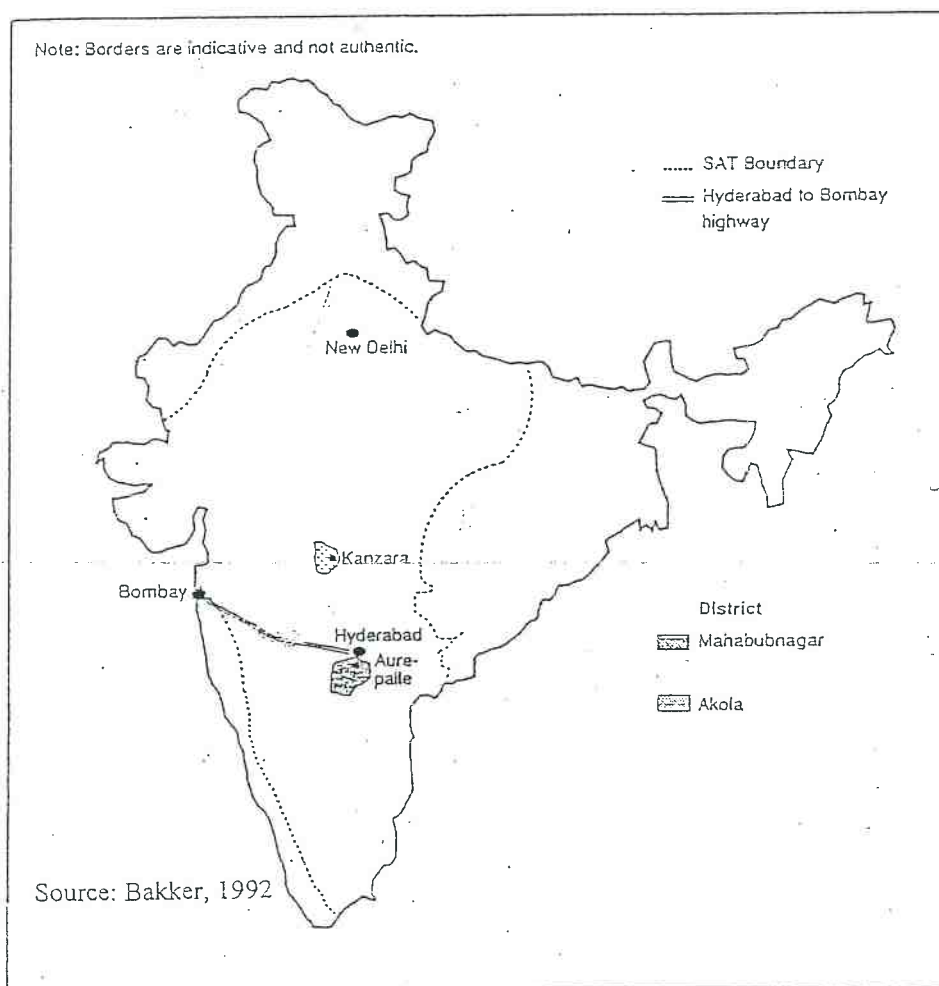 Note: Borders are indicative and not authentic.
SAT Boundary
Hyderabad to Bombay
highway
New Delhi
Kanzara
Bombay
Hyderabad
Aure-
palle
District
Mahabubnagar
Akola
Source: Bakker, 1992